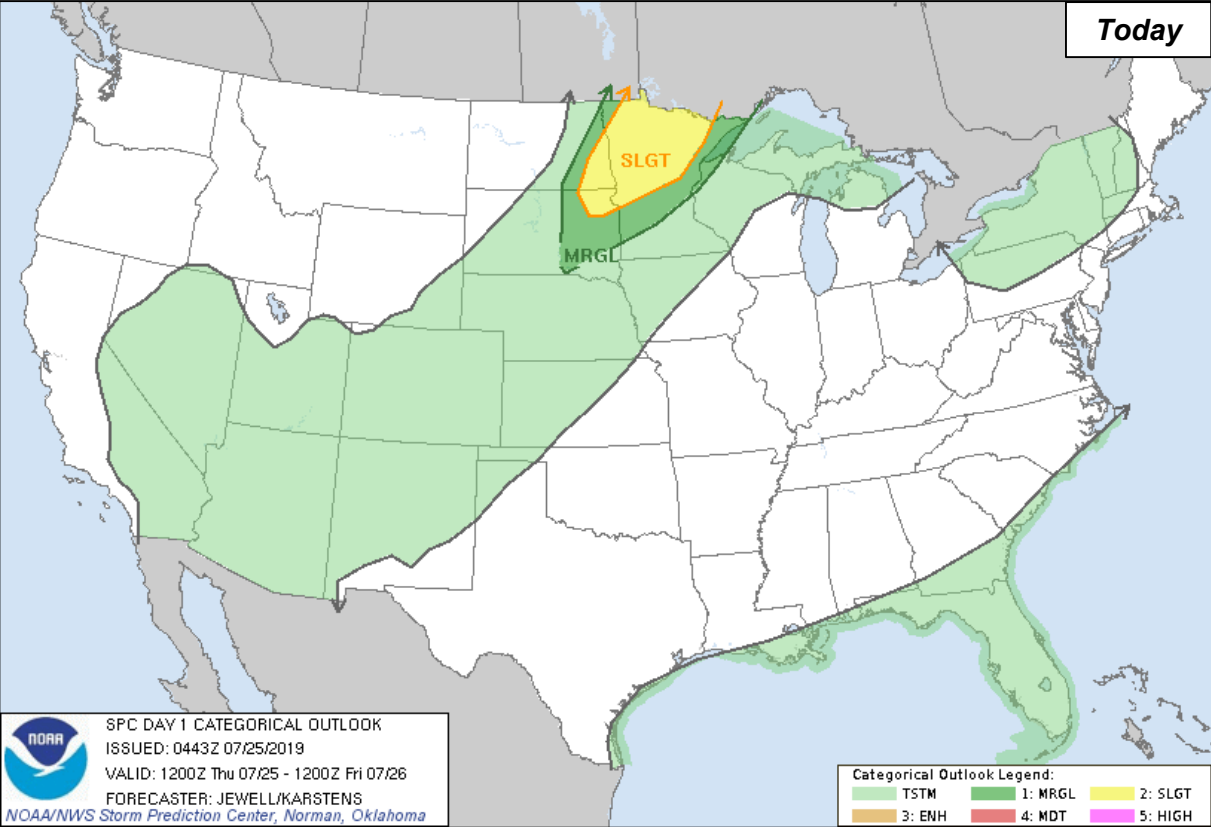 Today
SLGT
MRGL
NOAA
SPC DAY 1 CATEGORICAL OUTLOOK
ISSUED: 0443Z 07/25/2019
VALID: 1200Z Thu 07/25 - 1200Z Fri 07/26
FORECASTER: JEWELL/KARSTENS
NOAA/NWS Storm Prediction Center, Norman, Oklahoma
Categorical Outlook Legend:
TSTM 1: MRGL 2: SLGT
3: ENH 4: MDT 5: HIGH